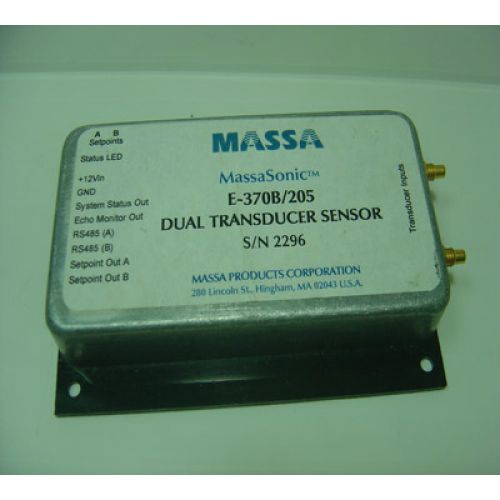 A B
Setpoints
Status LED
+12Vin
GND
System Status Out
Echo Monitor Out
RS485 (A)
RS485 (B)
Setpoint Out A
Setpoint Out B
MASSA
MassaSonic™
E-370B/205
DUAL TRANSDUCER SENSOR
S/N 2296
MASSA PRODUCTS CORPORATION
280 Lincoln St., Hingham, MA 02043 U.S.A.
Transducer Inputs